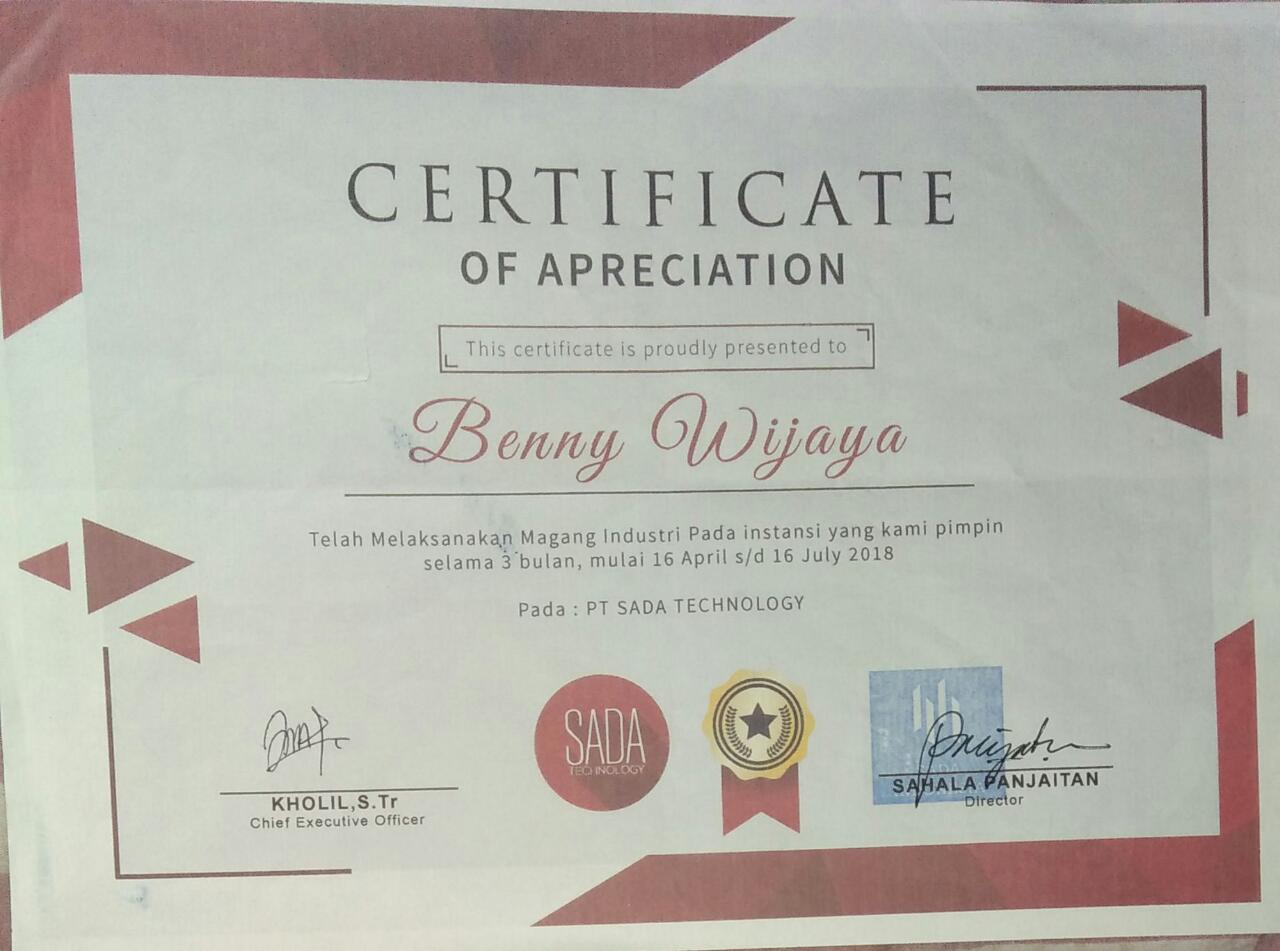 CERTIFICATE
OF APRECIATION
This certificate is proudly presented to
Benny Wijaya
Telah Melaksanakan Magang Industri Pada instansi yang kami pimpin
selama 3 bulan, mulai 16 April s/d 16 July 2018
Pada : PT SADA TECHNOLOGY
SADA
TECHNOLOGY
KHOLIL,S.Tr
Chief Executive Officer
SAHALA PANJAITAN
Director